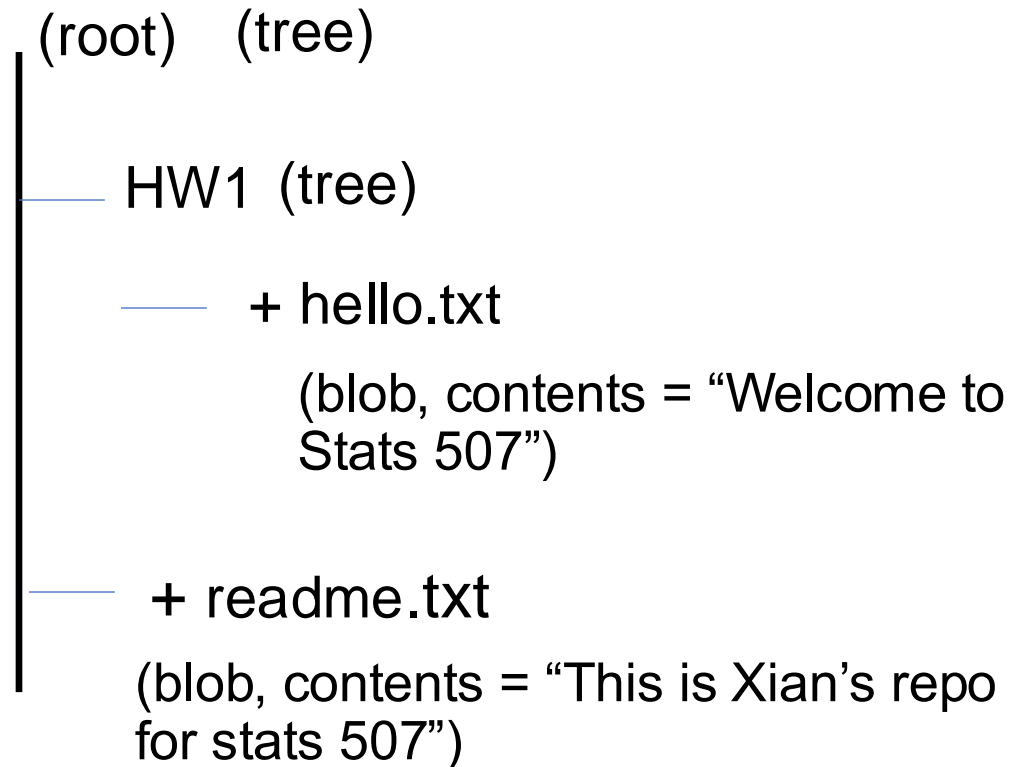 (root) (tree)
HW1 (tree)
+ hello.txt
(blob, contents = “Welcome to
Stats 507”)
+ readme.txt
(blob, contents = “This is Xian’s repo
for stats 507”)